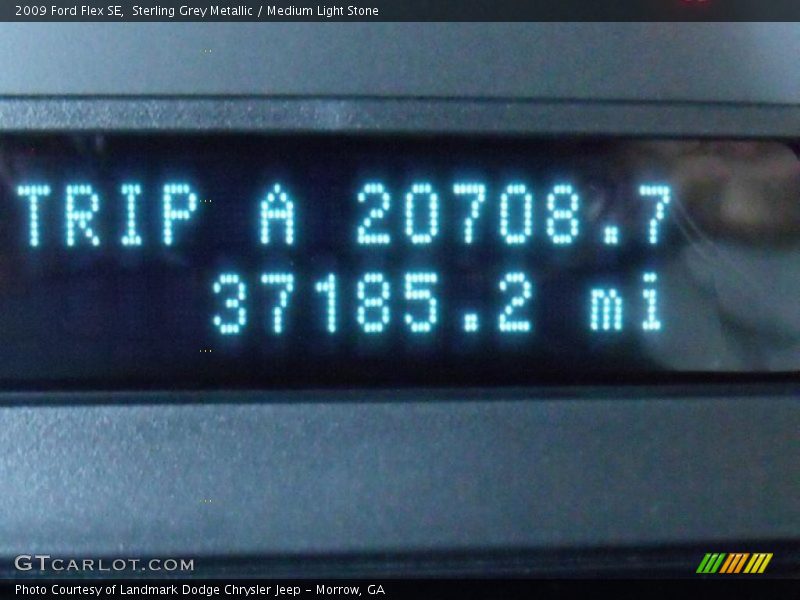 2009 Ford Flex SE,  Sterling Grey Metallic / Medium Light Stone
TRIP A 20708.7
37185.2 mi
GTCARLOT.COM
Photo Courtesy of Landmark Dodge Chrysler Jeep - Morrow, GA